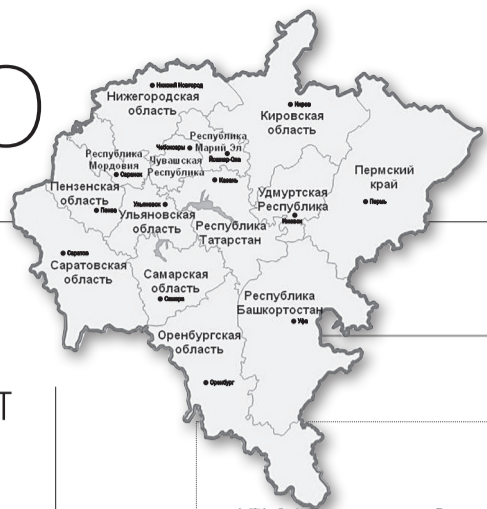 О
Нижний Новгород
Нижегородская
область
Киров
Кировская
область
Республика
Марий Эл
Йошкар-Ола
Чебоксары
Чувашская
Республика
Республика
Мордовия
Саранск
Казань
Пермский
край
Пермь
Пензенская
область
Пенза
Удмуртская
Республика
Ижевск
Ульяновск
Ульяновская
область
Республика
Татарстан
Саратов
Саратовская
область
Самарская
область
Самара
Республика
Башкортостан
Уфа
Оренбургская
область
Оренбург
Т